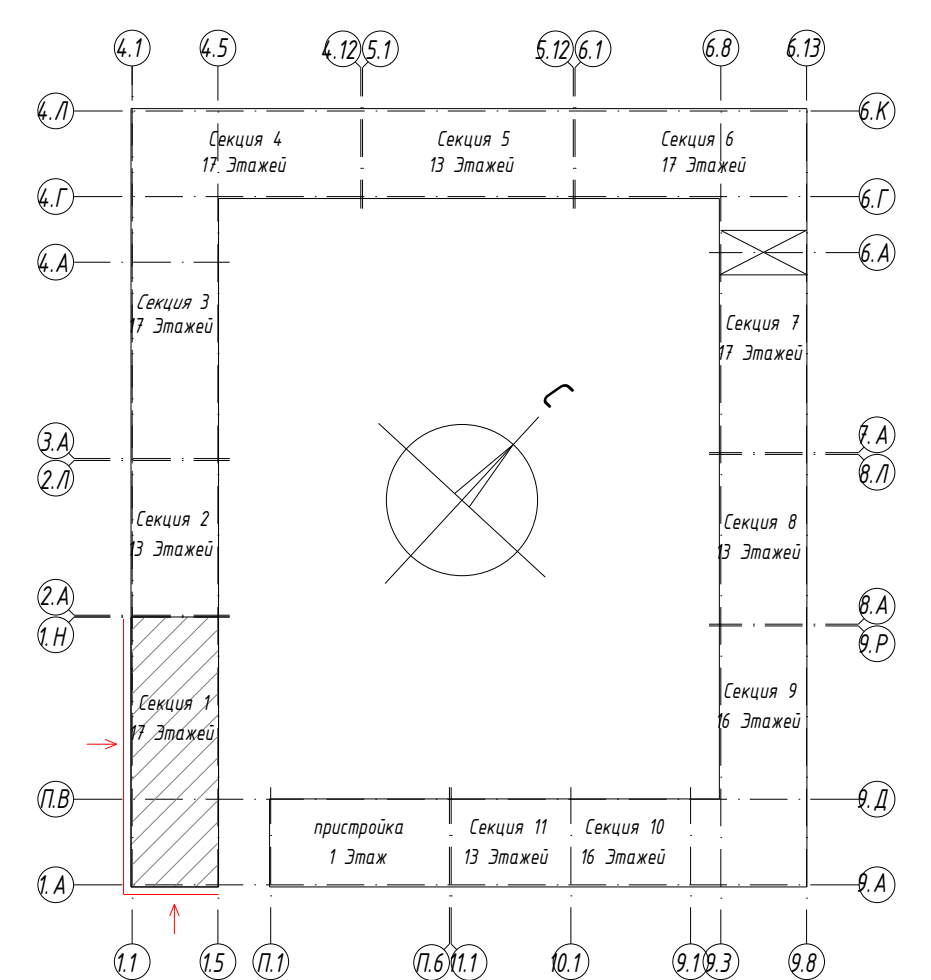 4.1 4.5 4.12 5.1 5.12 6.1 6.8 6.13
4.Л 6.К
Секция 4 Секция 5 Секция 6
17 Этажей 13 Этажей 17 Этажей
4.Г 6.Г
4.А 6.А
Секция 3
17 Этажей
Секция 7
17 Этажей
С
3.А 7.А
2.Л 8.Л
Секция 2 Секция 8
13 Этажей 13 Этажей
2.А 8.А
1.Н 9.Р
Секция 1 Секция 9
17 Этажей 16 Этажей
П.В 9.Д
пристройка Секция 11 Секция 10
1 Этаж 13 Этажей 16 Этажей
1.А 9.А
1.1 1.5 П.1 П.6 11.1 10.1 9.1 9.3 9.8